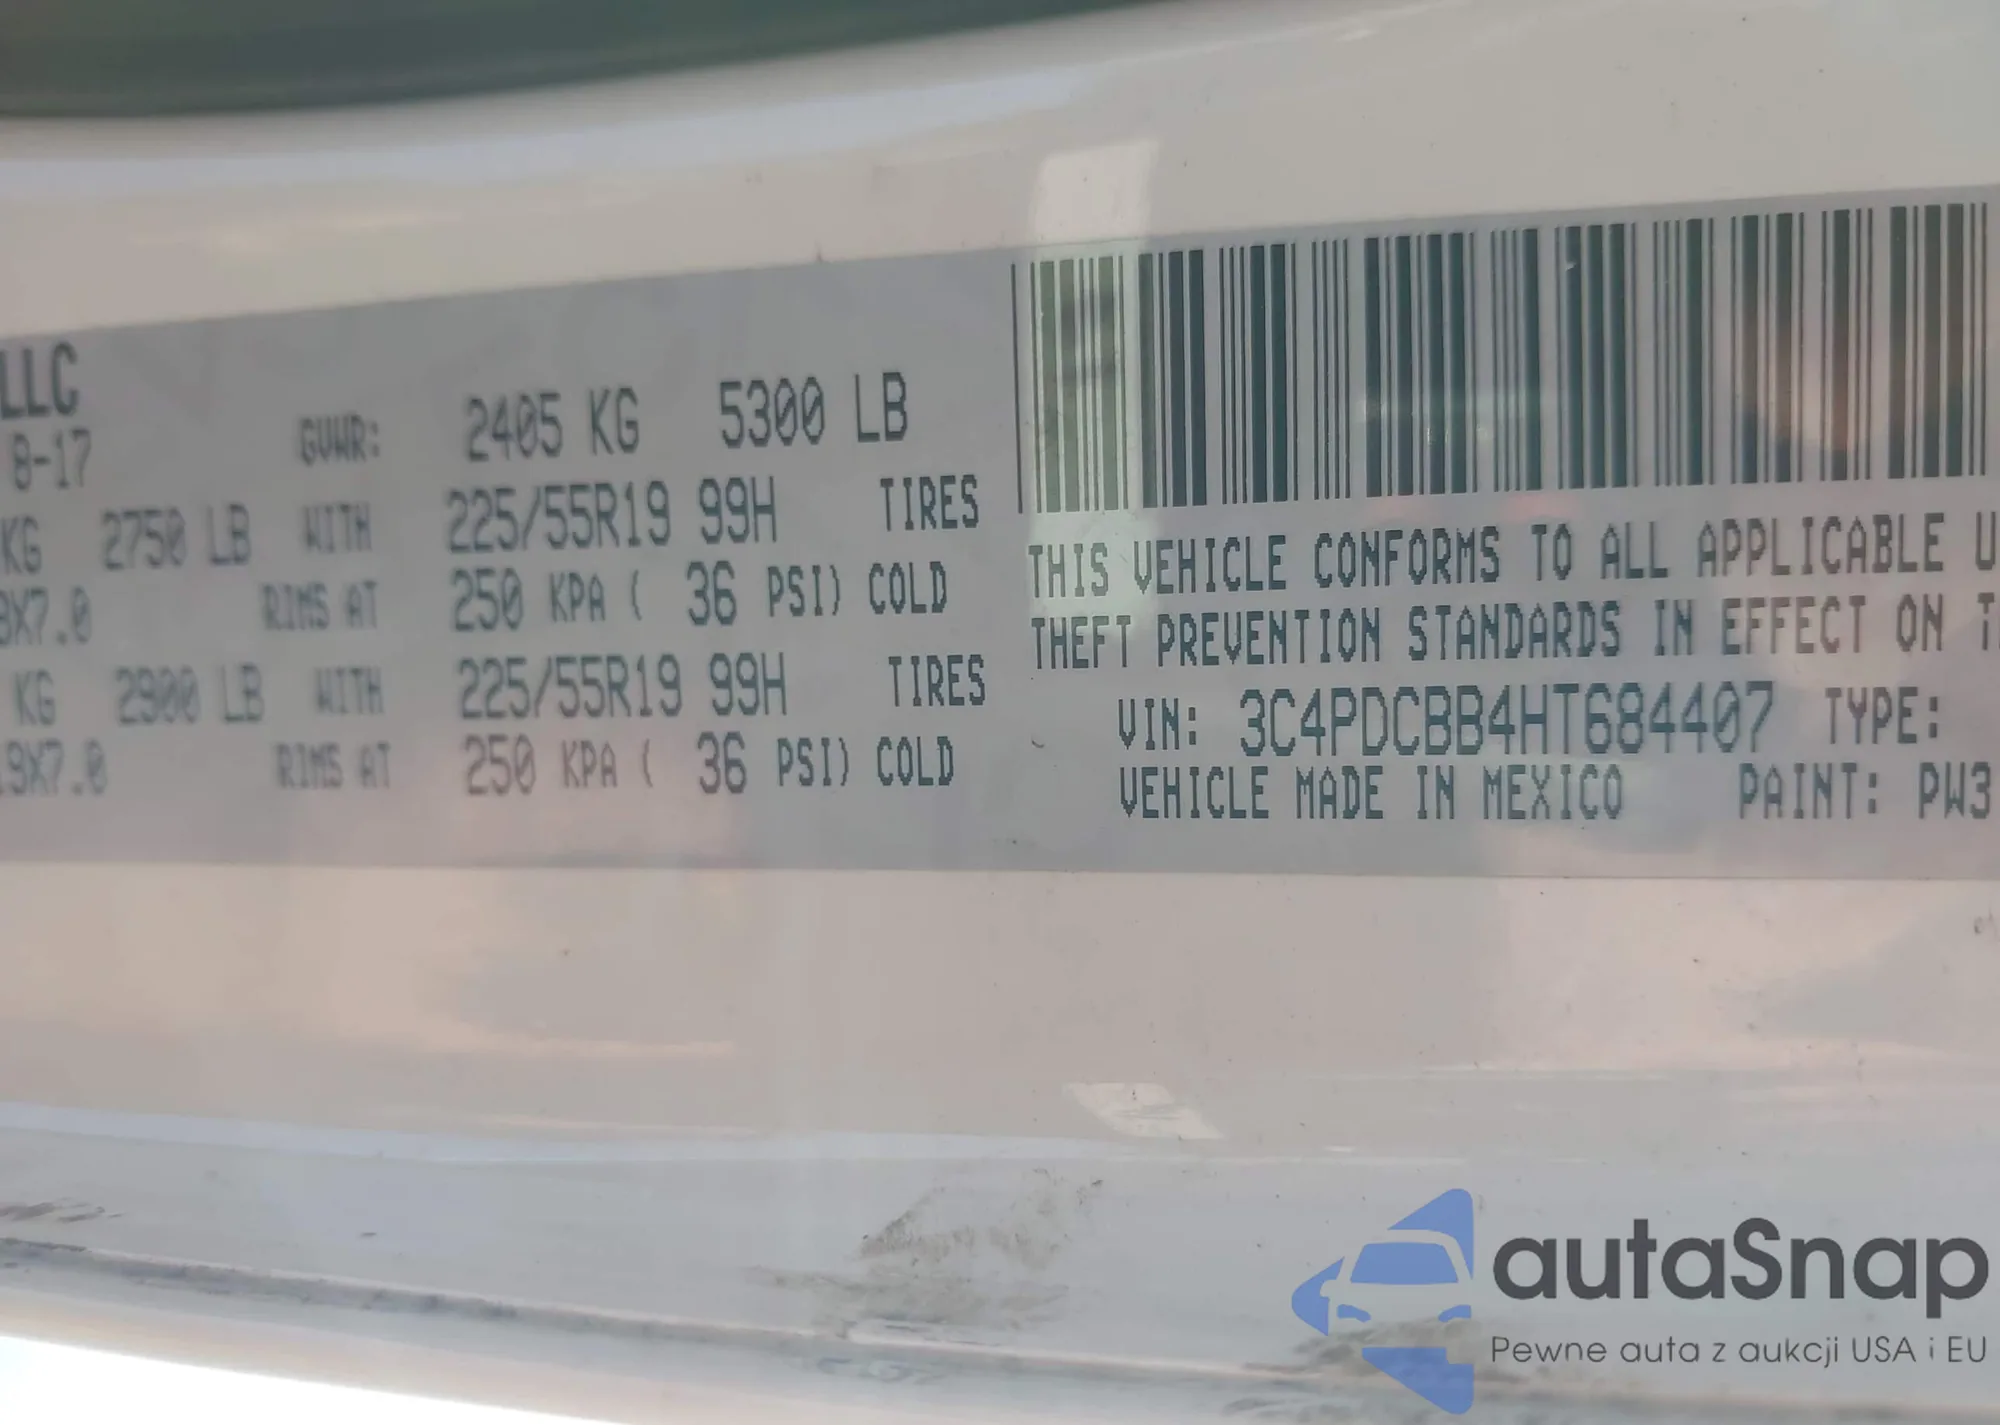 LLC
8-17
GVWR: 2405 KG 5300 LB
KG 2750 LB WITH 225/55R19 99H TIRES
X7.0 RIMS AT 250 KPA ( 36 PSI) COLD
KG 2900 LB WITH 225/55R19 99H TIRES
9X7.0 RIMS AT 250 KPA ( 36 PSI) COLD
THIS VEHICLE CONFORMS TO ALL APPLICABLE U
THEFT PREVENTION STANDARDS IN EFFECT ON T
VIN: 3C4PDCBB4HT684407 TYPE:
VEHICLE MADE IN MEXICO PAINT: PW3
autaSnap
Pewne auta z aukcji USA i EU